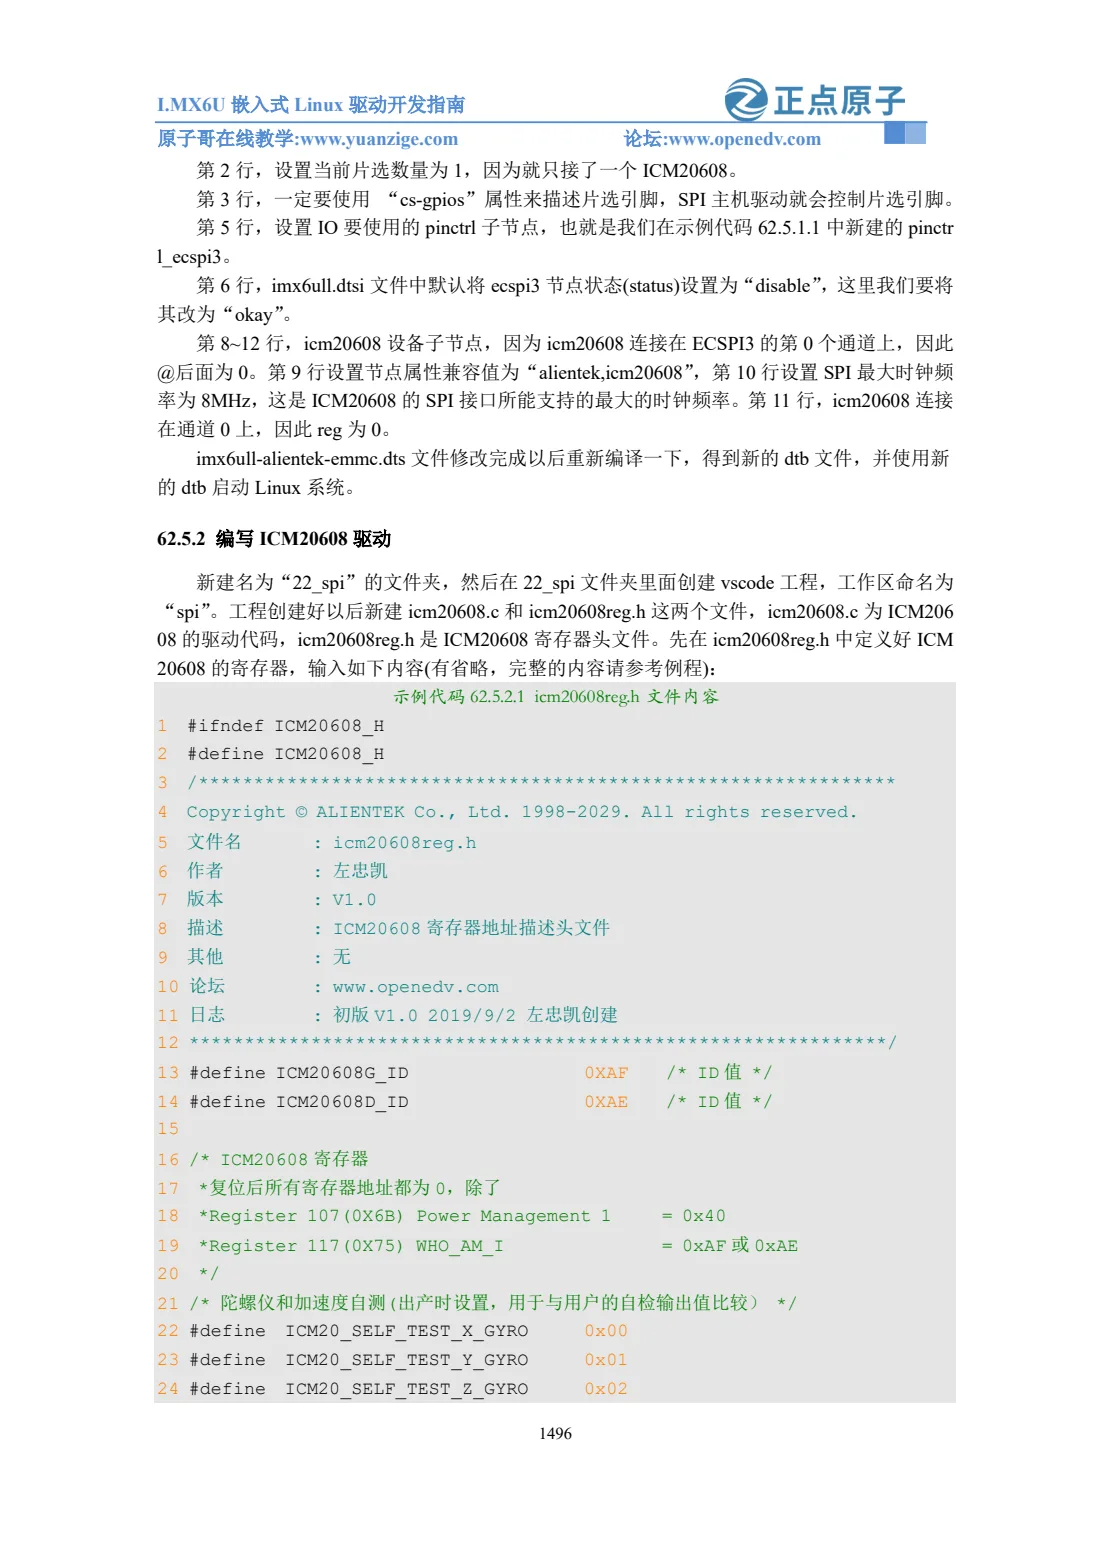 I.MX6U 嵌入式 Linux 驱动开发指南
正点原子
原子哥在线教学:www.yuanzige.com 论坛:www.openedv.com
第 2 行，设置当前片选数量为 1，因为就只接了一个 ICM20608。
第 3 行，一定要使用 “cs-gpios”属性来描述片选引脚，SPI 主机驱动就会控制片选引脚。
第 5 行，设置 IO 要使用的 pinctrl 子节点，也就是我们在示例代码 62.5.1.1 中新建的 pinctr
l_ecspi3。
第 6 行，imx6ull.dtsi 文件中默认将 ecspi3 节点状态(status)设置为“disable”，这里我们要将
其改为“okay”。
第 8~12 行，icm20608 设备子节点，因为 icm20608 连接在 ECSPI3 的第 0 个通道上，因此
@后面为 0。第 9 行设置节点属性兼容值为“alientek,icm20608”，第 10 行设置 SPI 最大时钟频
率为 8MHz，这是 ICM20608 的 SPI 接口所能支持的最大的时钟频率。第 11 行，icm20608 连接
在通道 0 上，因此 reg 为 0。
imx6ull-alientek-emmc.dts 文件修改完成以后重新编译一下，得到新的 dtb 文件，并使用新
的 dtb 启动 Linux 系统。
62.5.2 编写 ICM20608 驱动
新建名为“22_spi”的文件夹，然后在 22_spi 文件夹里面创建 vscode 工程，工作区命名为
“spi”。工程创建好以后新建 icm20608.c 和 icm20608reg.h 这两个文件，icm20608.c 为 ICM206
08 的驱动代码，icm20608reg.h 是 ICM20608 寄存器头文件。先在 icm20608reg.h 中定义好 ICM
20608 的寄存器，输入如下内容(有省略，完整的内容请参考例程)：
示例代码 62.5.2.1 icm20608reg.h 文件内容
1 #ifndef ICM20608_H
2 #define ICM20608_H
3 /***************************************************************
4 Copyright © ALIENTEK Co., Ltd. 1998-2029. All rights reserved.
5 文件名 : icm20608reg.h
6 作者 : 左忠凯
7 版本 : V1.0
8 描述 : ICM20608 寄存器地址描述头文件
9 其他 : 无
10 论坛 : www.openedv.com
11 日志 : 初版 V1.0 2019/9/2 左忠凯创建
12 ***************************************************************/
13 #define ICM20608G_ID 0XAF /* ID 值 */
14 #define ICM20608D_ID 0XAE /* ID 值 */
15
16 /* ICM20608 寄存器
17 *复位后所有寄存器地址都为 0，除了
18 *Register 107(0X6B) Power Management 1 = 0x40
19 *Register 117(0X75) WHO_AM_I = 0xAF 或 0xAE
20 */
21 /* 陀螺仪和加速度自测(出产时设置，用于与用户的自检输出值比较） */
22 #define ICM20_SELF_TEST_X_GYRO 0x00
23 #define ICM20_SELF_TEST_Y_GYRO 0x01
24 #define ICM20_SELF_TEST_Z_GYRO 0x02
1496